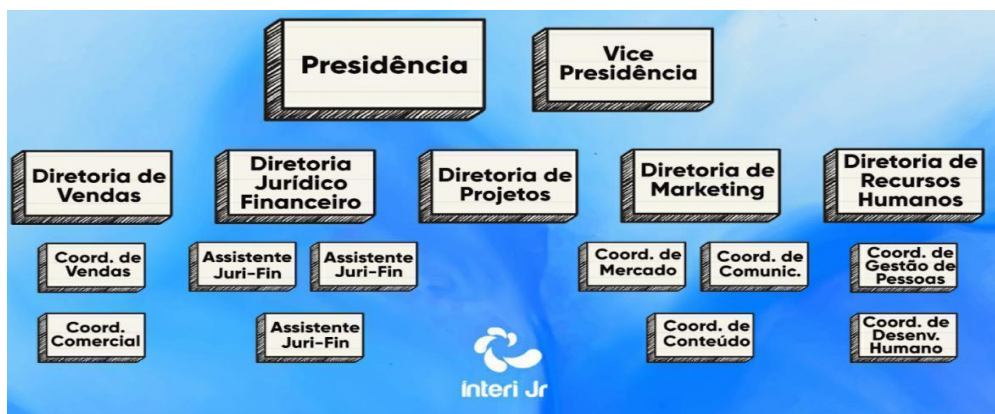 Presidência
Vice
Presidência
Diretoria de
Vendas
Diretoria
Jurídico
Financeiro
Diretoria de
Projetos
Diretoria de
Marketing
Diretoria de
Recursos
Humanos
Coord. de
Vendas
Assistente
Juri-Fin
Assistente
Juri-Fin
Coord. de
Mercado
Coord. de
Comunic.
Coord. de
Gestão de
Pessoas
Coord.
Comercial
Assistente
Juri-Fin
Coord. de
Conteúdo
Coord. de
Desenv.
Humano
ínteri Jr